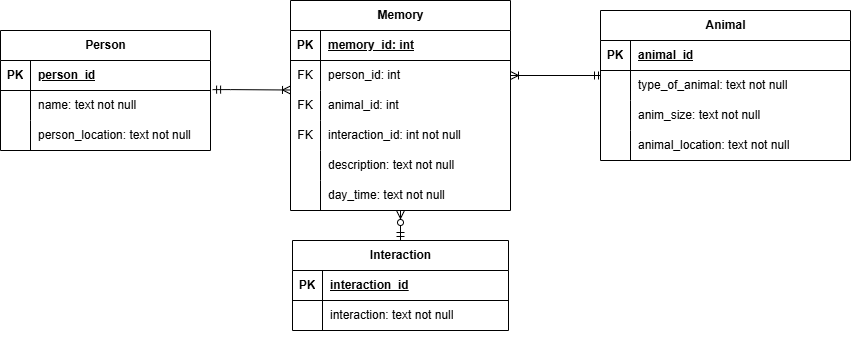 Person
PK person_id
name: text not null
person_location: text not null
Memory
PK memory_id: int
FK person_id: int
FK animal_id: int
FK interaction_id: int not null
description: text not null
day_time: text not null
Animal
PK animal_id
type_of_animal: text not null
anim_size: text not null
animal_location: text not null
Interaction
PK interaction_id
interaction: text not null